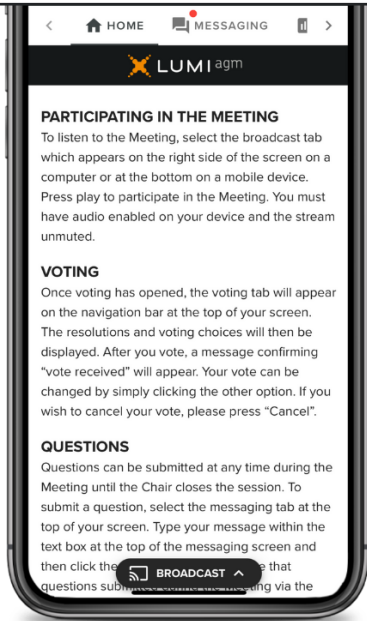 HOME MESSAGING
LUMI agm
PARTICIPATING IN THE MEETING
To listen to the Meeting, select the broadcast tab
which appears on the right side of the screen on a
computer or at the bottom on a mobile device.
Press play to participate in the Meeting. You must
have audio enabled on your device and the stream
unmuted.
VOTING
Once voting has opened, the voting tab will appear
on the navigation bar at the top of your screen.
The resolutions and voting choices will then be
displayed. After you vote, a message confirming
“vote received” will appear. Your vote can be
changed by simply clicking the other option. If you
wish to cancel your vote, please press “Cancel”.
QUESTIONS
Questions can be submitted at any time during the
Meeting until the Chair closes the session. To
submit a question, select the messaging tab at the
top of your screen. Type your message within the
text box at the top of the messaging screen and
then click the that
BROADCAST
questions submitted during the Meeting via the